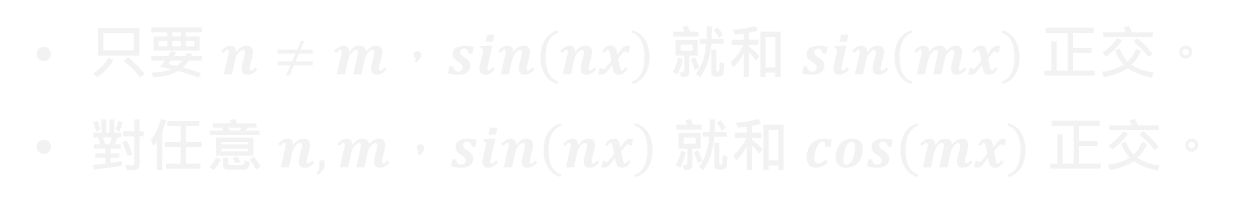 • 只要 n ≠ m，sin(nx) 就和 sin(mx) 正交。
• 對任意 n, m，sin(nx) 就和 cos(mx) 正交。